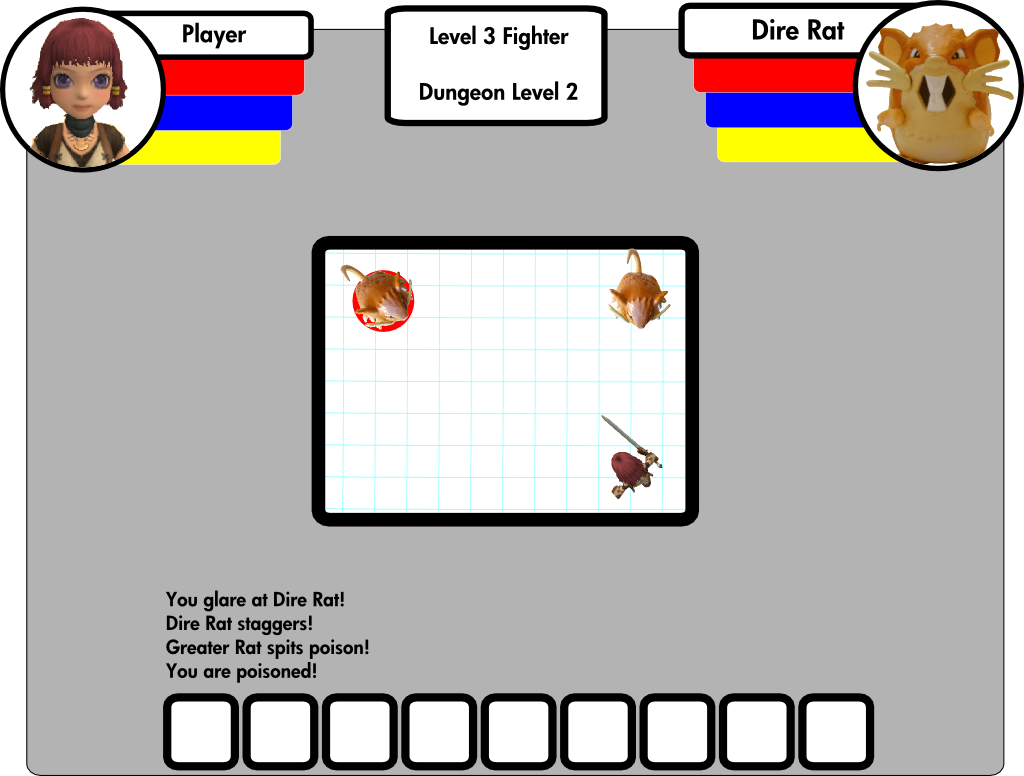 Player
Level 3 Fighter
Dungeon Level 2
Dire Rat
You glare at Dire Rat!
Dire Rat staggers!
Greater Rat spits poison!
You are poisoned!